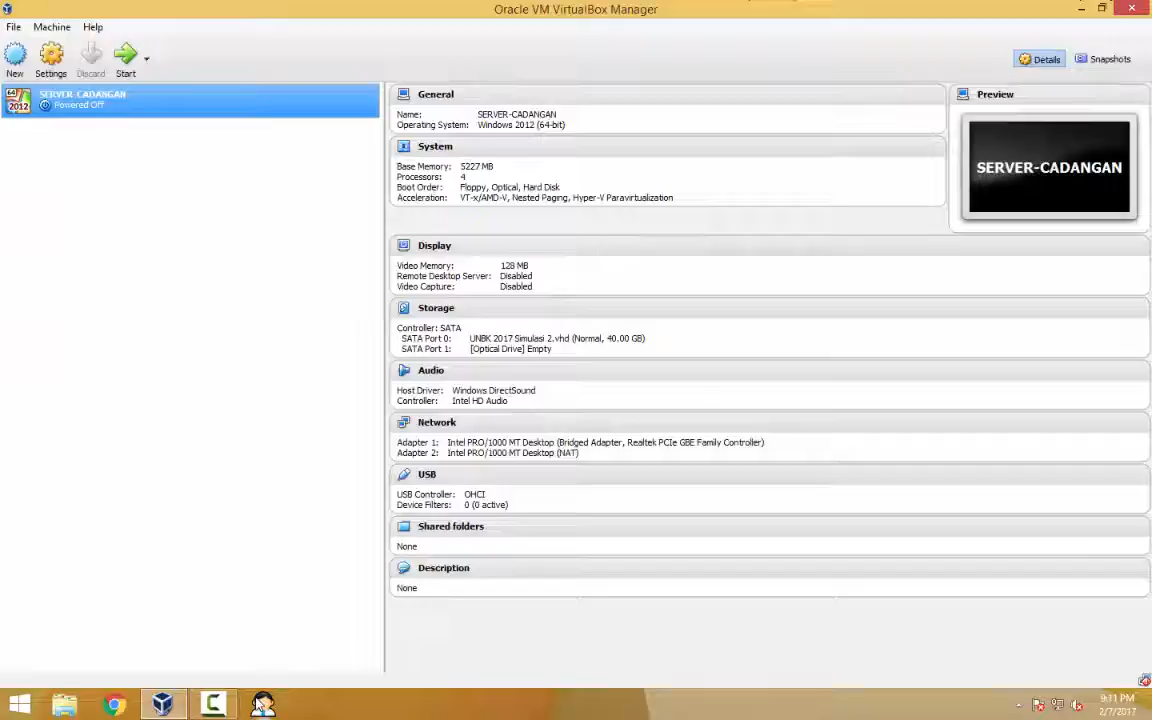 Oracle VM VirtualBox Manager
File Machine Help
New Settings Discard Start
Details Snapshots
64
2012
SERVER-CADANGAN
Powered Off
General
Name: SERVER-CADANGAN
Operating System: Windows 2012 (64-bit)
System
Base Memory: 5227 MB
Processors: 4
Boot Order: Floppy, Optical, Hard Disk
Acceleration: VT-x/AMD-V, Nested Paging, Hyper-V Paravirtualization
Preview
SERVER-CADANGAN
Display
Video Memory: 128 MB
Remote Desktop Server: Disabled
Video Capture: Disabled
Storage
Controller: SATA
SATA Port 0: UNBK 2017 Simulasi 2.vhd (Normal, 40.00 GB)
SATA Port 1: [Optical Drive] Empty
Audio
Host Driver: Windows DirectSound
Controller: Intel HD Audio
Network
Adapter 1: Intel PRO/1000 MT Desktop (Bridged Adapter, Realtek PCIe GBE Family Controller)
Adapter 2: Intel PRO/1000 MT Desktop (NAT)
USB
USB Controller: OHCI
Device Filters: 0 (0 active)
Shared folders
None
Description
None
9:11 PM
2/7/2017